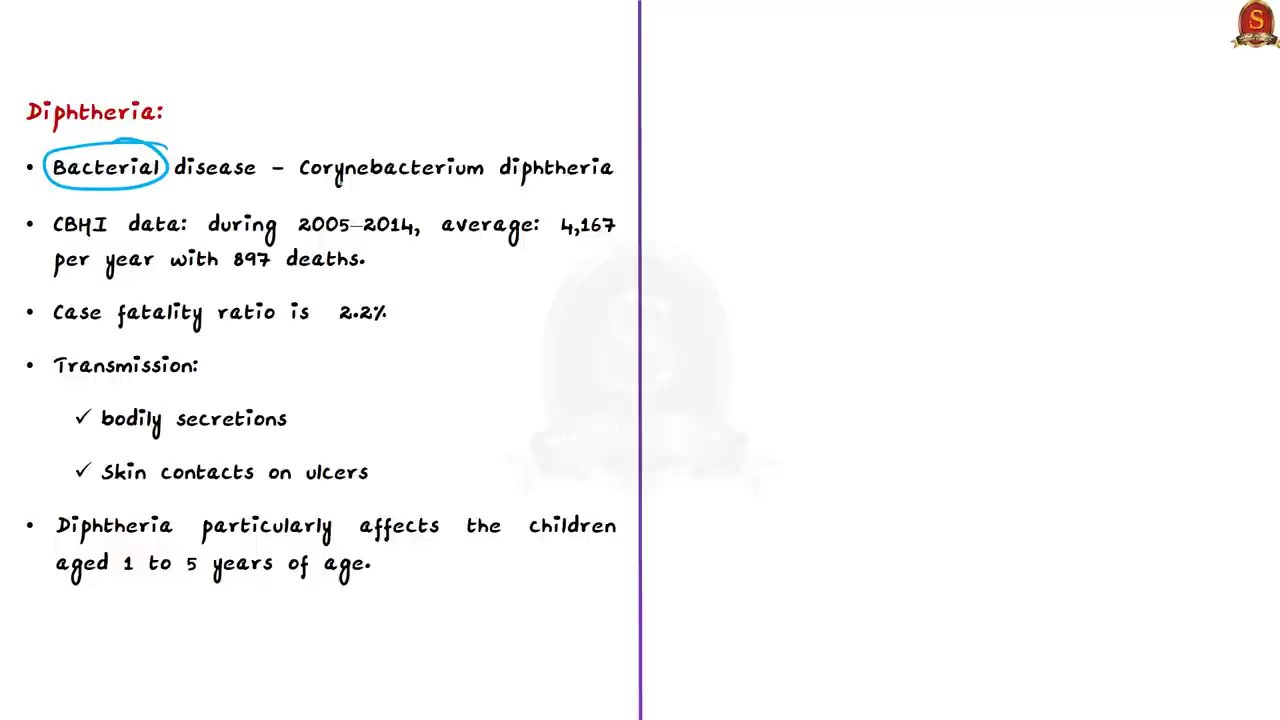 Diphtheria:
• Bacterial disease - Corynebacterium diphtheria
• CBHI data: during 2005-2014, average: 4,167
per year with 897 deaths.
• Case fatality ratio is 2.2%
• Transmission:
✓ bodily secretions
✓ Skin contacts on ulcers
• Diphtheria particularly affects the children
aged 1 to 5 years of age.
S
S